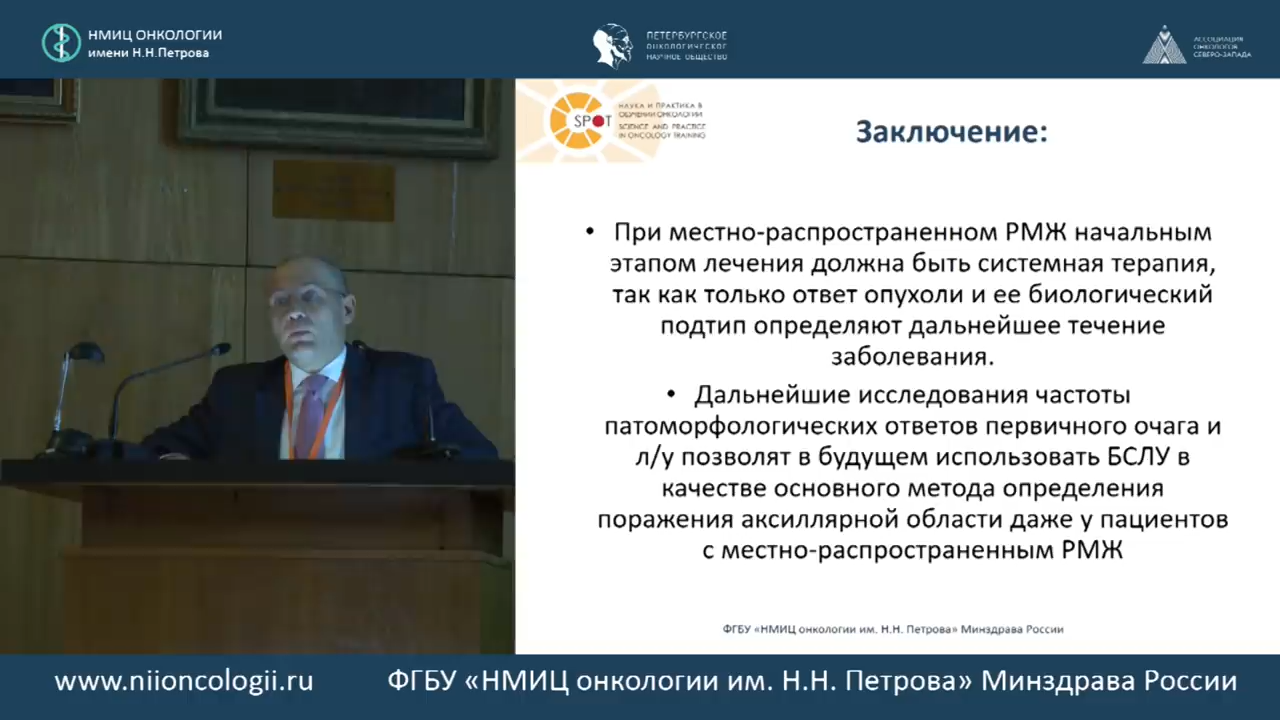 НМИЦ ОНКОЛОГИИ
имени Н.Н.Петрова
ПЕТЕРБУРГСКОЕ
ОНКОЛОГИЧЕСКОЕ
НАУЧНОЕ ОБЩЕСТВО
АССОЦИАЦИЯ
ОНКОЛОГОВ
СЕВЕРО-ЗАПАДА
SPOT
НАУКА И ПРАКТИКА В
ОБУЧЕНИИ ОНКОЛОГИИ
SCIENCE AND PRACTICE
IN ONCOLOGY TRAINING
Заключение:
• При местно-распространенном РМЖ начальным
этапом лечения должна быть системная терапия,
так как только ответ опухоли и ее биологический
подтип определяют дальнейшее течение
заболевания.
• Дальнейшие исследования частоты
патоморфологических ответов первичного очага и
л/у позволят в будущем использовать БСЛУ в
качестве основного метода определения
поражения аксиллярной области даже у пациентов
с местно-распространенным РМЖ
ФГБУ «НМИЦ онкологии им. Н.Н. Петрова» Минздрава России
www.niioncologii.ru
ФГБУ «НМИЦ онкологии им. Н.Н. Петрова» Минздрава России